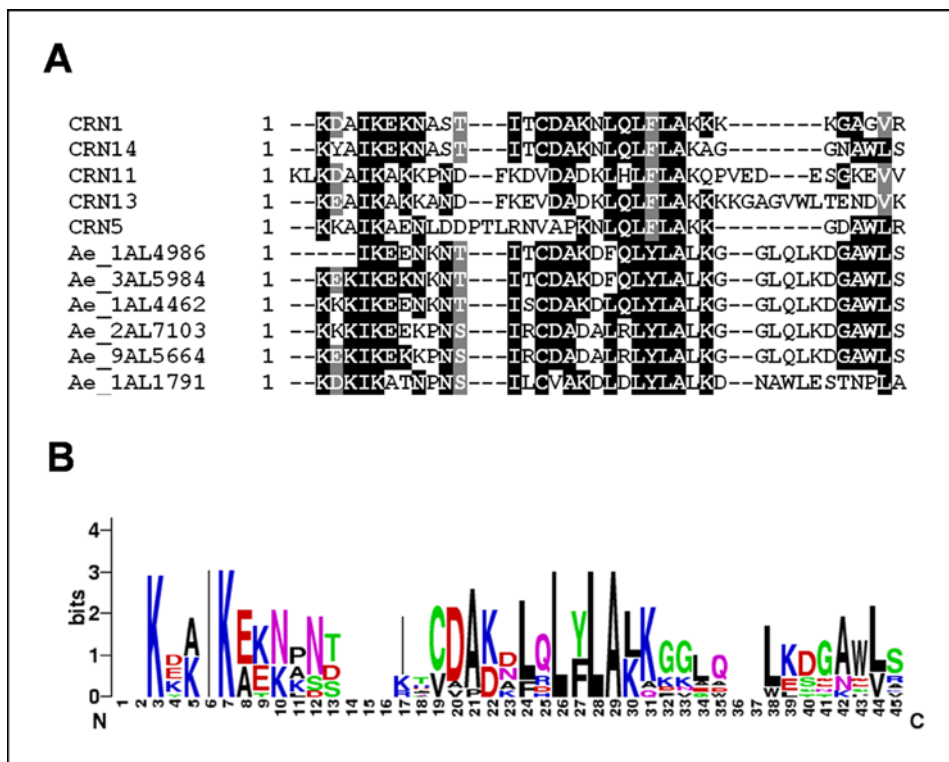 A
CRN1 1 --KDAIKEKNAST---ITCDAKNLQLFLAKKK-------KGAGVR
CRN14 1 --KYAIKEKNAST---ITCDAKNLQLFLAKAG-------GNAWLS
CRN11 1 KLKDAIKAKKPND--FKDVDADKLHLFLAKQPVED---ESGKEVV
CRN13 1 --KEAIKAKKAND--FKEVDADKLQLFLAKKKKGAGVWLTENDVK
CRN5 1 --KKAIKAENLDDPTLRNVAPKNLQLFLAKK--------GDAWLR
Ae_1AL4986 1 -----IKEENKNT---ITCDAKDFQLYLALKG--GLQLKDGAWLS
Ae_3AL5984 1 --KEKIKEKNKNT---ITCDAKDFQLYLALKG--GLQLKDGAWLS
Ae_1AL4462 1 --KKKIKEENKNT---ISCDAKDLQLYLALKG--GLQLKDGAWLS
Ae_2AL7103 1 --KKKIKEEKPNS---IRCDADALRLYLALKG--GLQLKDGAWLS
Ae_9AL5664 1 --KEKIKEKKPNS---IRCDADALRLYLALKG--GLQLKDGAWLS
Ae_1AL1791 1 --KDKIKATNPNS---ILCVAKDLDLYLALKD--NAWLESTNPLA
B
bits
4
3
2
1
0
1 2 3 4 5 6 7 8 9 10 11 12 13 14 15 16 17 18 19 20 21 22 23 24 25 26 27 28 29 30 31 32 33 34 35 36 37 38 39 40 41 42 43 44 45
N C